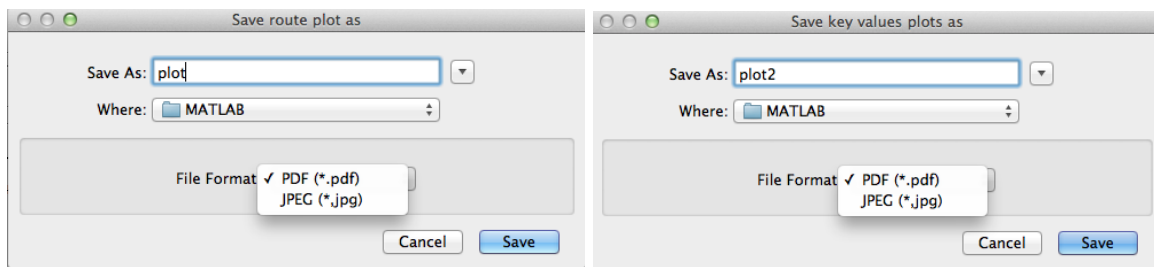 Save route plot as
Save As: plot
Where: MATLAB
File Format ✓ PDF (*.pdf)
JPEG (*,jpg)
Cancel Save
Save key values plots as
Save As: plot2
Where: MATLAB
File Format ✓ PDF (*.pdf)
JPEG (*,jpg)
Cancel Save